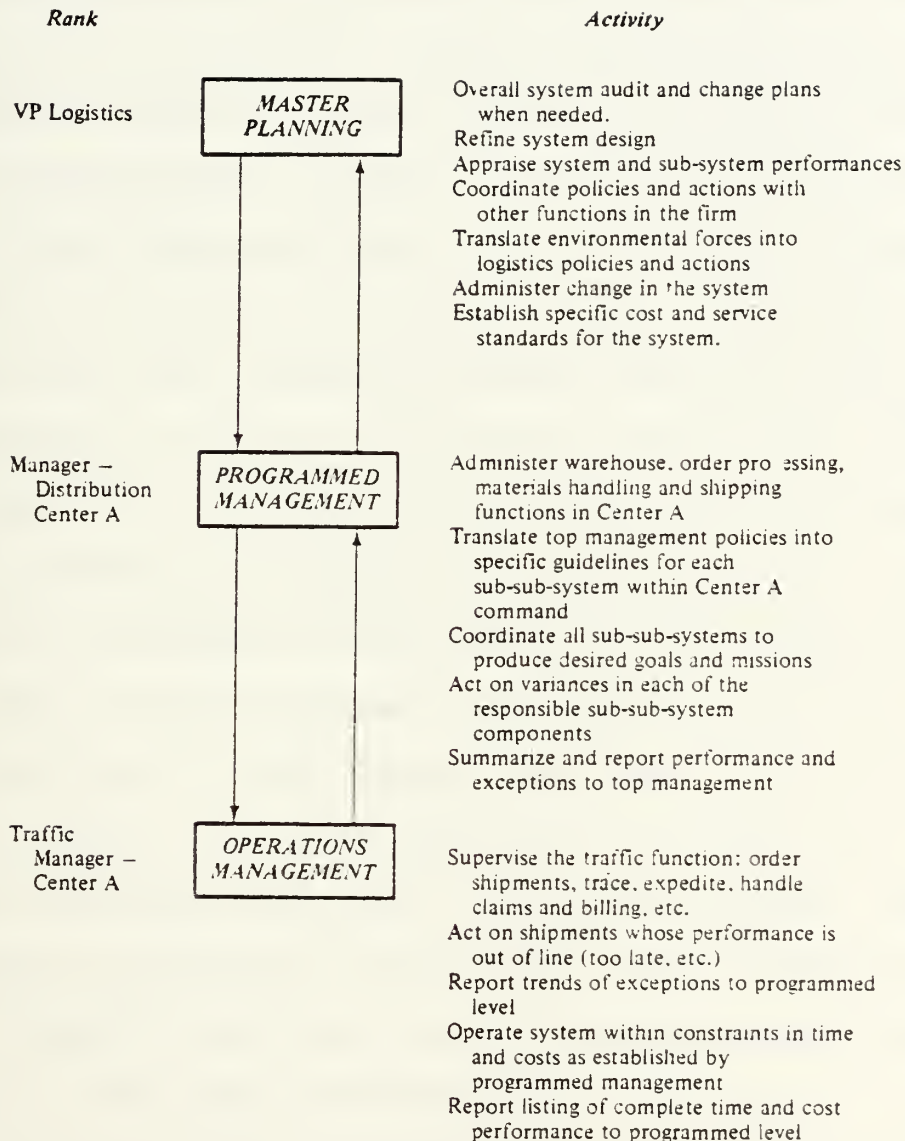 Rank
Activity
VP Logistics
MASTER
PLANNING
Overall system audit and change plans
when needed.
Refine system design
Appraise system and sub-system performances
Coordinate policies and actions with
other functions in the firm
Translate environmental forces into
logistics policies and actions
Administer change in the system
Establish specific cost and service
standards for the system.
Manager –
Distribution
Center A
PROGRAMMED
MANAGEMENT
Administer warehouse, order pro essing,
materials handling and shipping
functions in Center A
Translate top management policies into
specific guidelines for each
sub-sub-system within Center A
command
Coordinate all sub-sub-systems to
produce desired goals and missions
Act on variances in each of the
responsible sub-sub-system
components
Summarize and report performance and
exceptions to top management
Traffic
Manager –
Center A
OPERATIONS
MANAGEMENT
Supervise the traffic function: order
shipments, trace, expedite, handle
claims and billing, etc.
Act on shipments whose performance is
out of line (too late, etc.)
Report trends of exceptions to programmed
level
Operate system within constraints in time
and costs as established by
programmed management
Report listing of complete time and cost
performance to programmed level